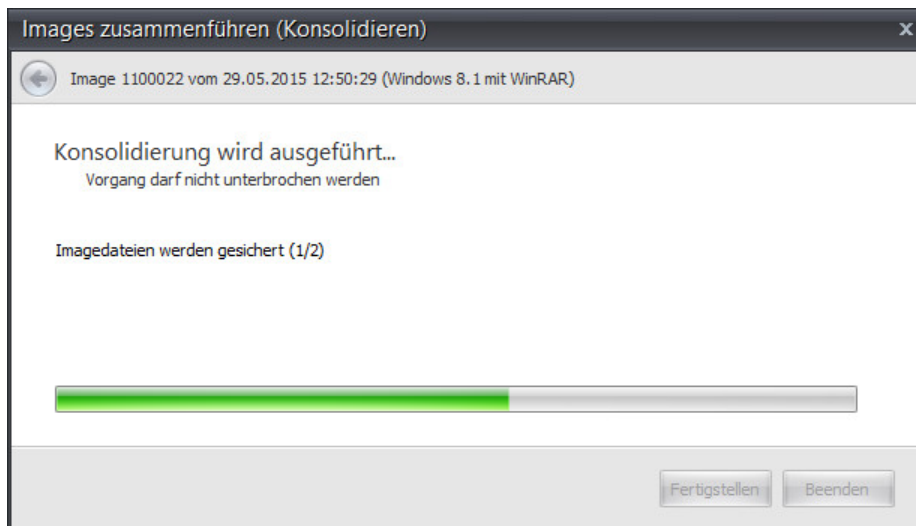 Images zusammenführen (Konsolidieren)
x
Image 1100022 vom 29.05.2015 12:50:29 (Windows 8.1 mit WinRAR)
Konsolidierung wird ausgeführt...
Vorgang darf nicht unterbrochen werden
Imagedateien werden gesichert (1/2)
Fertigstellen Beenden